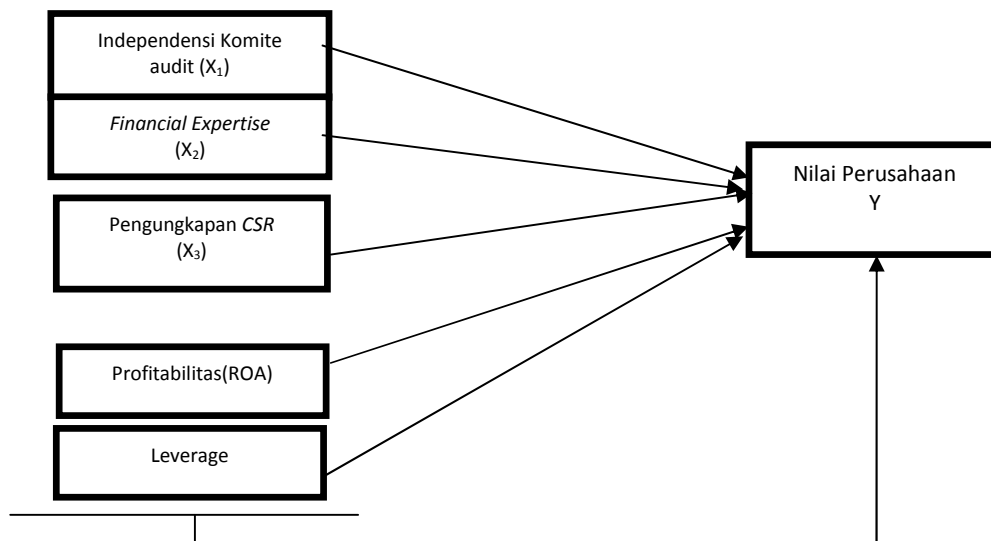 Independensi Komite
audit (X₁)
Financial Expertise
(X₂)
Pengungkapan CSR
(X₃)
Profitabilitas(ROA)
Leverage
Nilai Perusahaan
Y